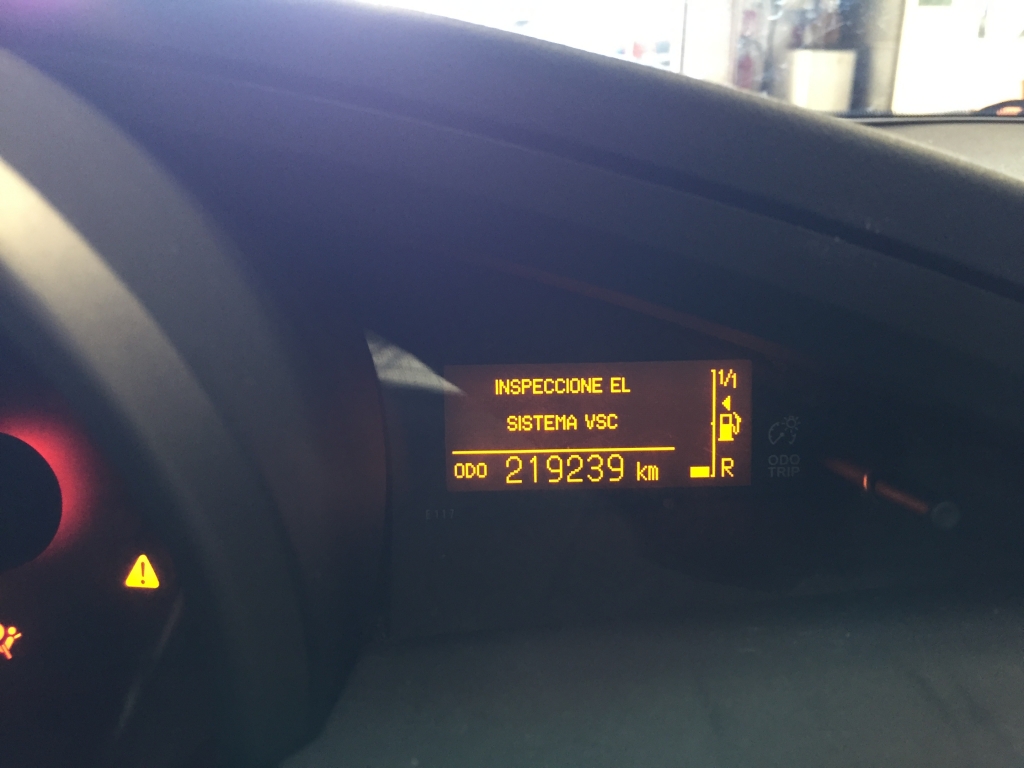 INSPECCIONE EL
SISTEMA VSC
ODO 219239 km
1/1
R
ODO
TRIP